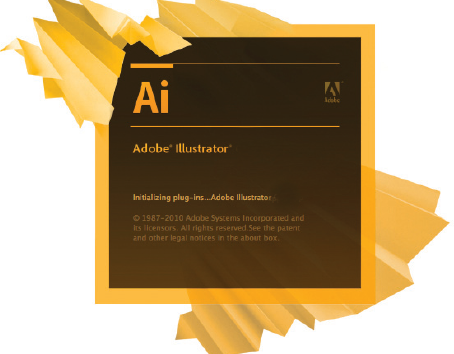 Ai
Adobe
Adobe® Illustrator®
Initializing plug-ins...Adobe Illustrator
© 1987-2010 Adobe Systems Incorporated and
its licensors. All rights reserved See the patent
and other legal notices in the about box.